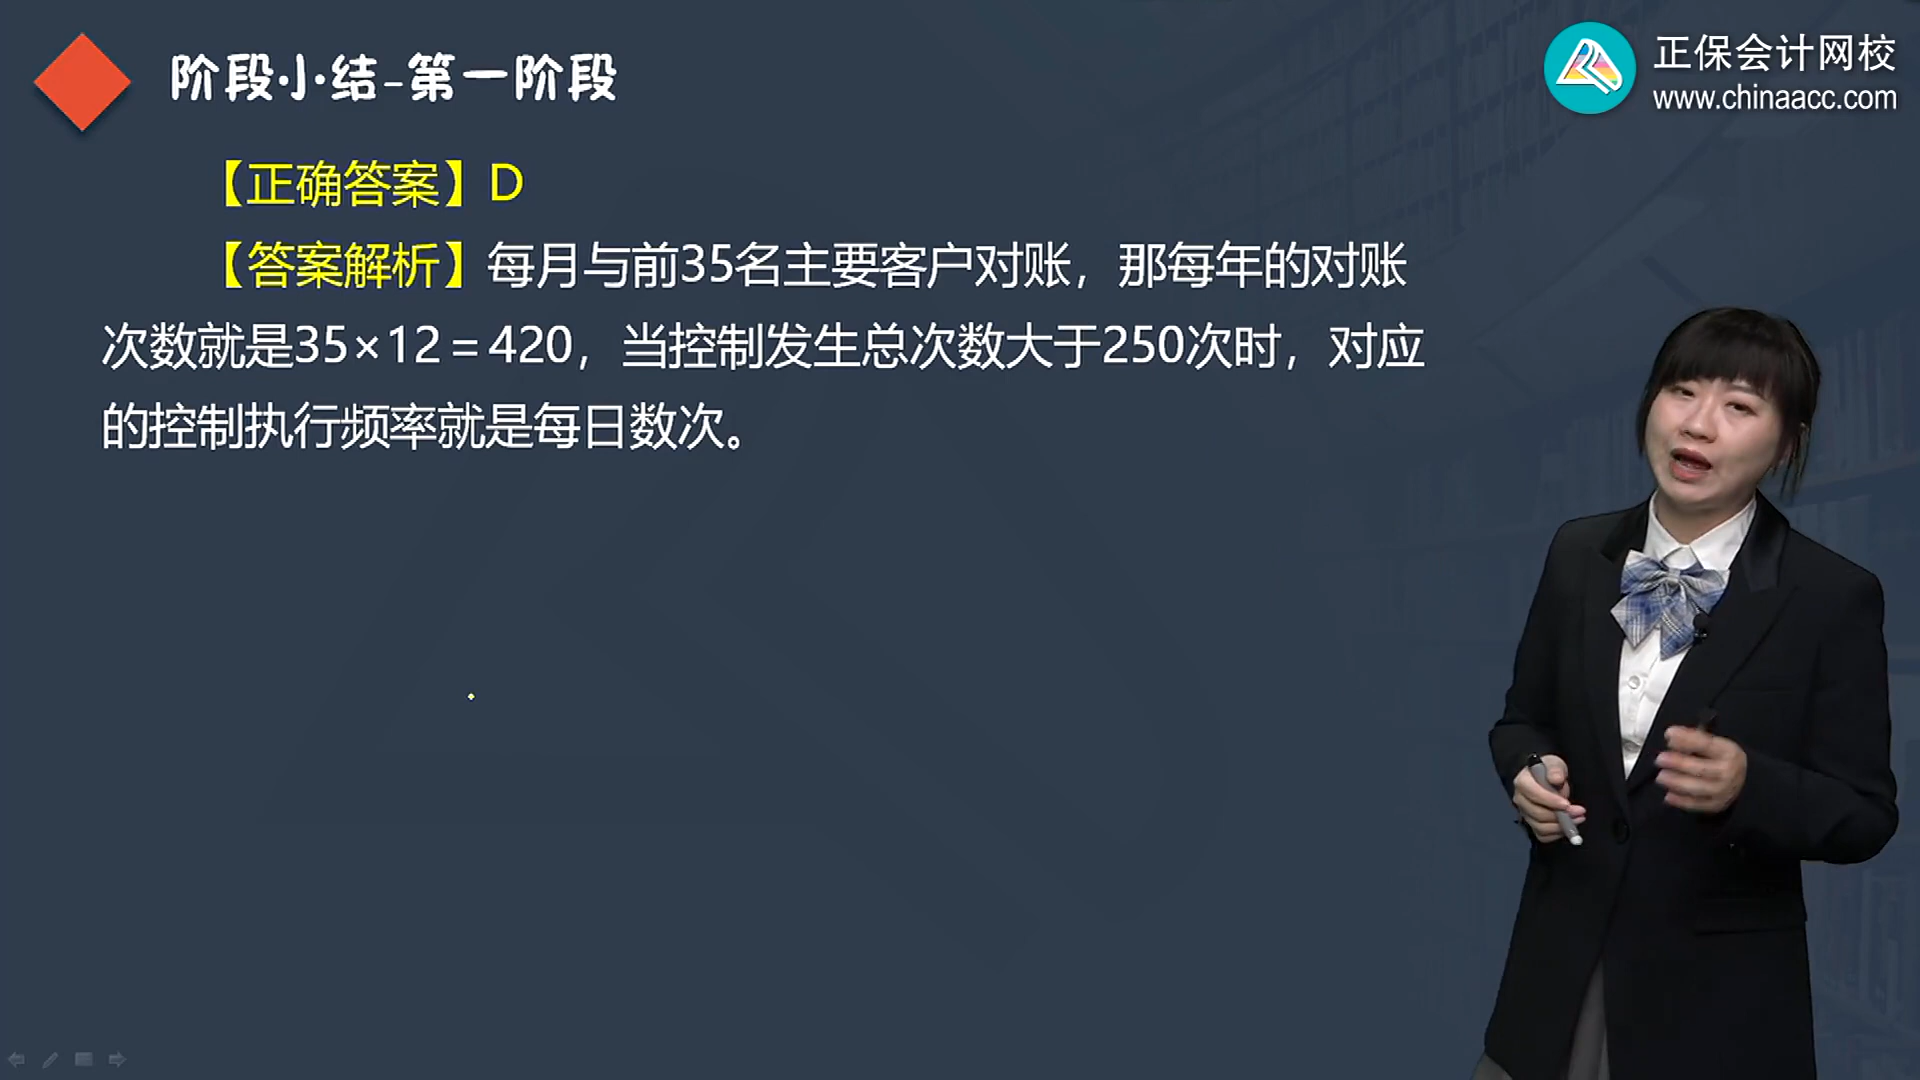 阶段小结-第一阶段
正保会计网校
www.chinaacc.com
【正确答案】D
【答案解析】每月与前35名主要客户对账，那每年的对账
次数就是35×12＝420，当控制发生总次数大于250次时，对应
的控制执行频率就是每日数次。